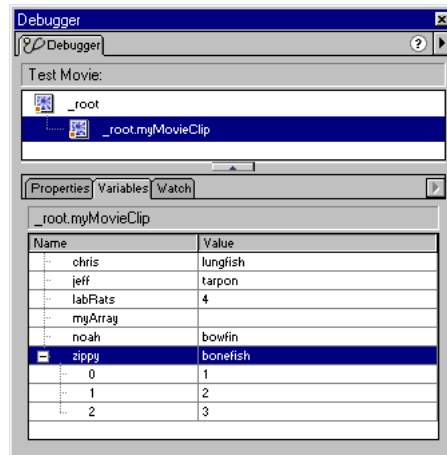 Debugger
Debugger ?
Test Movie:
_root
_root.myMovieClip
Properties Variables Watch
_root.myMovieClip
Name Value
chris lungfish
jeff tarpon
labRats 4
myArray
noah bowfin
zippy bonefish
0 1
1 2
2 3